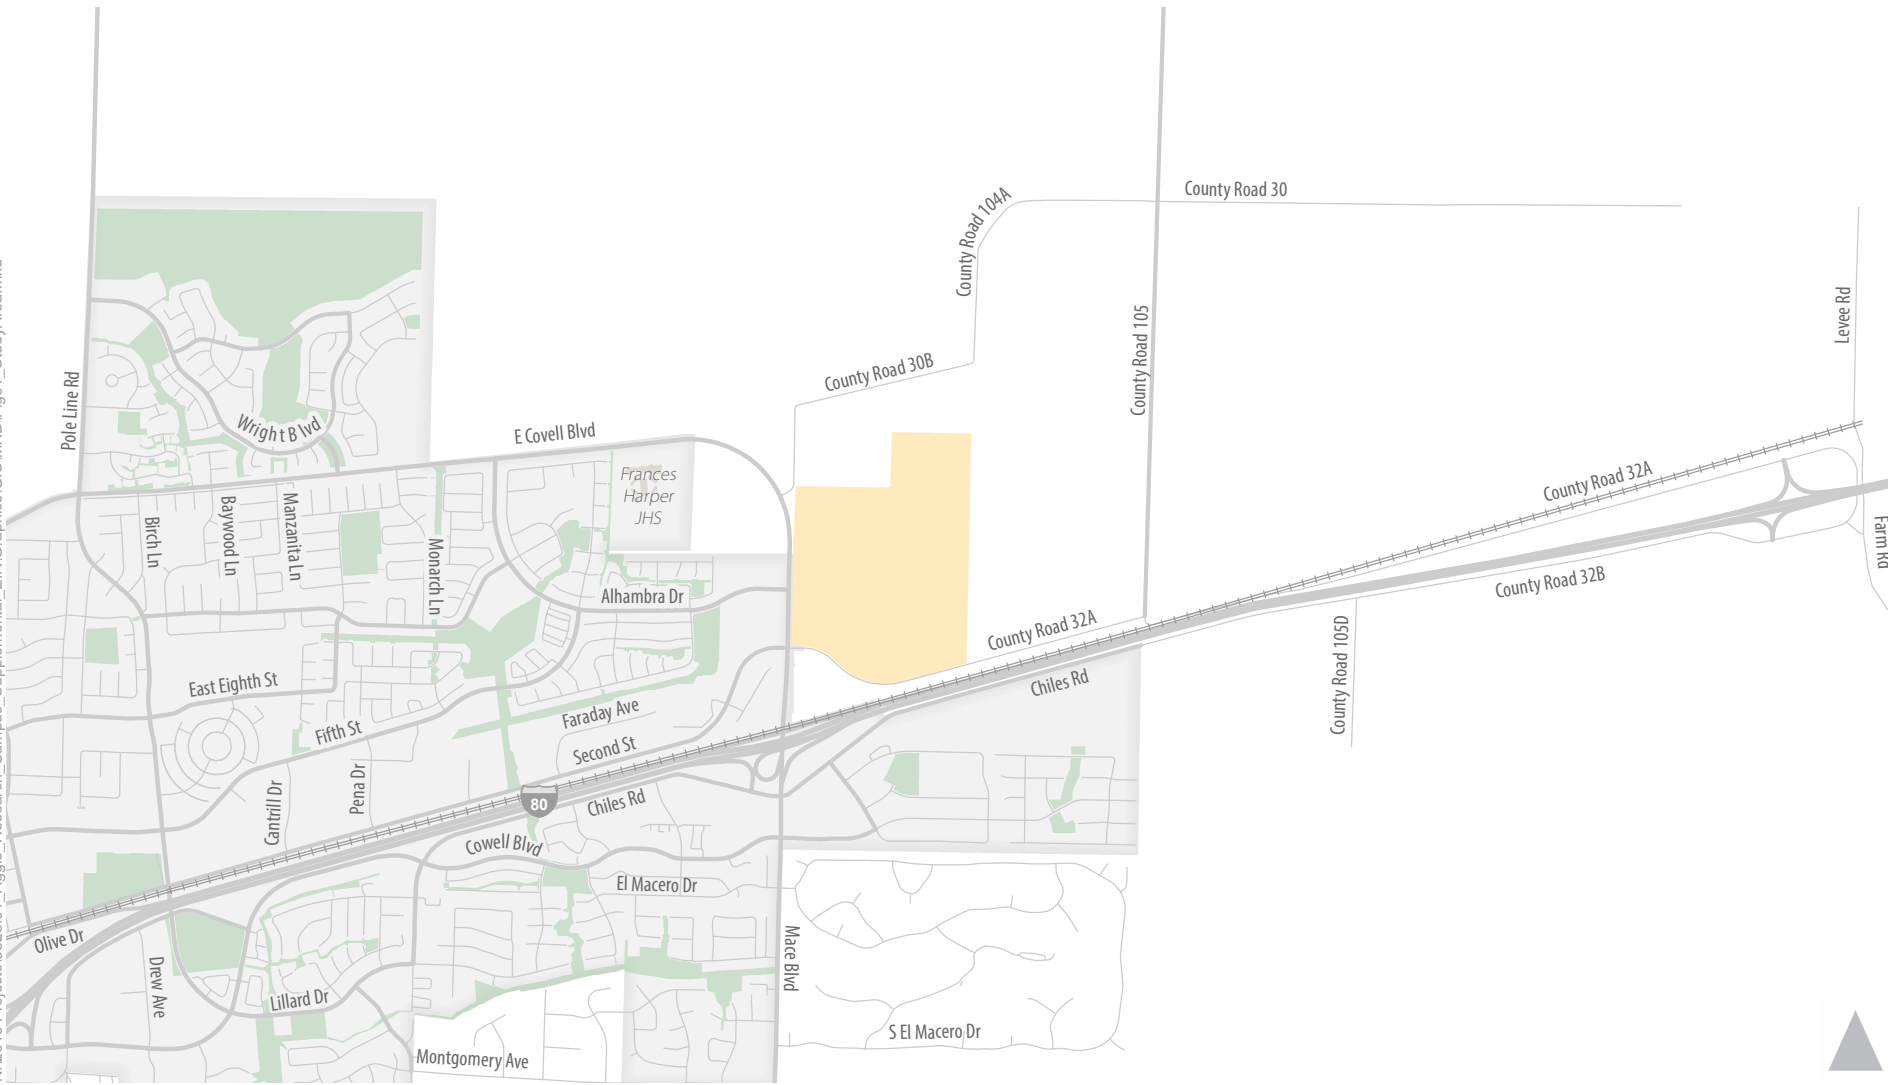 County Road 30
County Road 104A
Levee Rd
County Road 105
County Road 30B
Pole Line Rd
Wright Blvd
E Covell Blvd
Frances
Harper
JHS
County Road 32A
Farm Rd
Birch Ln
Baywood Ln
Manzanita Ln
Monarch Ln
Alhambra Dr
County Road 32B
County Road 32A
County Road 105D
East Eighth St
Chiles Rd
Fifth St
Faraday Ave
Second St
Pena Dr
Cantrill Dr
80
Chiles Rd
Cowell Blvd
El Macero Dr
Olive Dr
Mace Blvd
Drew Ave
Lillard Dr
S El Macero Dr
Montgomery Ave